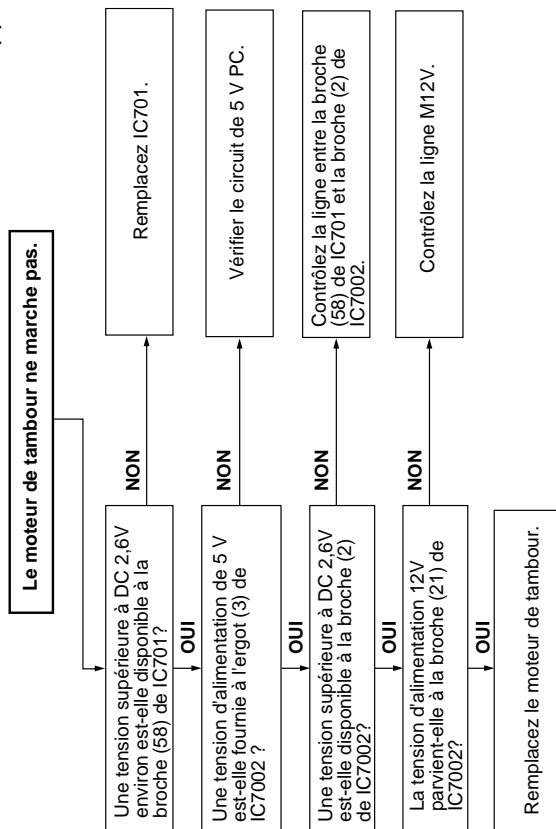 Le moteur de tambour ne marche pas.
Une tension supérieure à DC 2,6V
environ est-elle disponible à la
broche (58) de IC701?
NON
Remplacez IC701.
OUI
Une tension d'alimentation de 5 V
est-elle fournie à l'ergot (3) de
IC7002 ?
NON
Vérifier le circuit de 5 V PC.
OUI
Une tension supérieure à DC 2,6V
est-elle disponible à la broche (2)
de IC7002?
NON
Contrôlez la ligne entre la broche
(58) de IC701 et la broche (2) de
IC7002.
OUI
La tension d'alimentation 12V
parvient-elle à la broche (21) de
IC7002?
NON
Contrôlez la ligne M12V.
OUI
Remplacez le moteur de tambour.